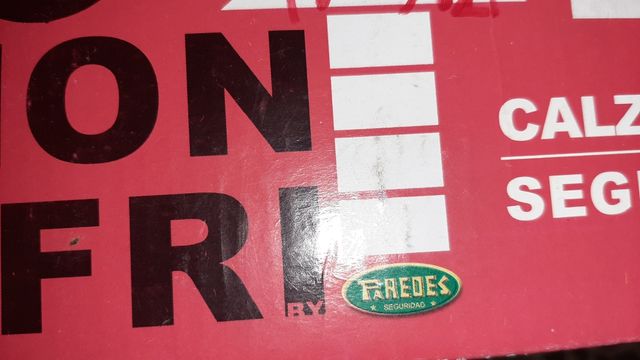 ON
FRI
BY
CALZ
SEG
PAREDES
SEGURIDAD